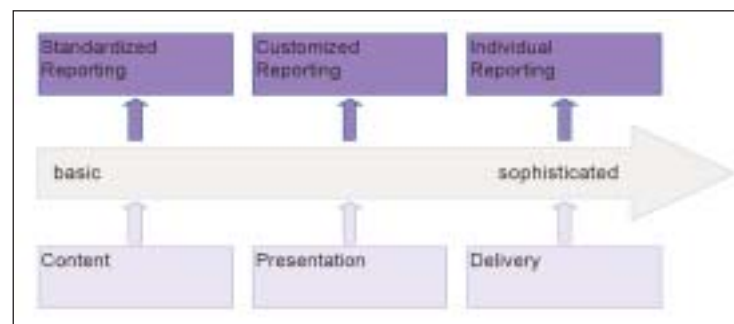 Standardized
Reporting
Customized
Reporting
Individual
Reporting
basic
sophisticated
Content
Presentation
Delivery